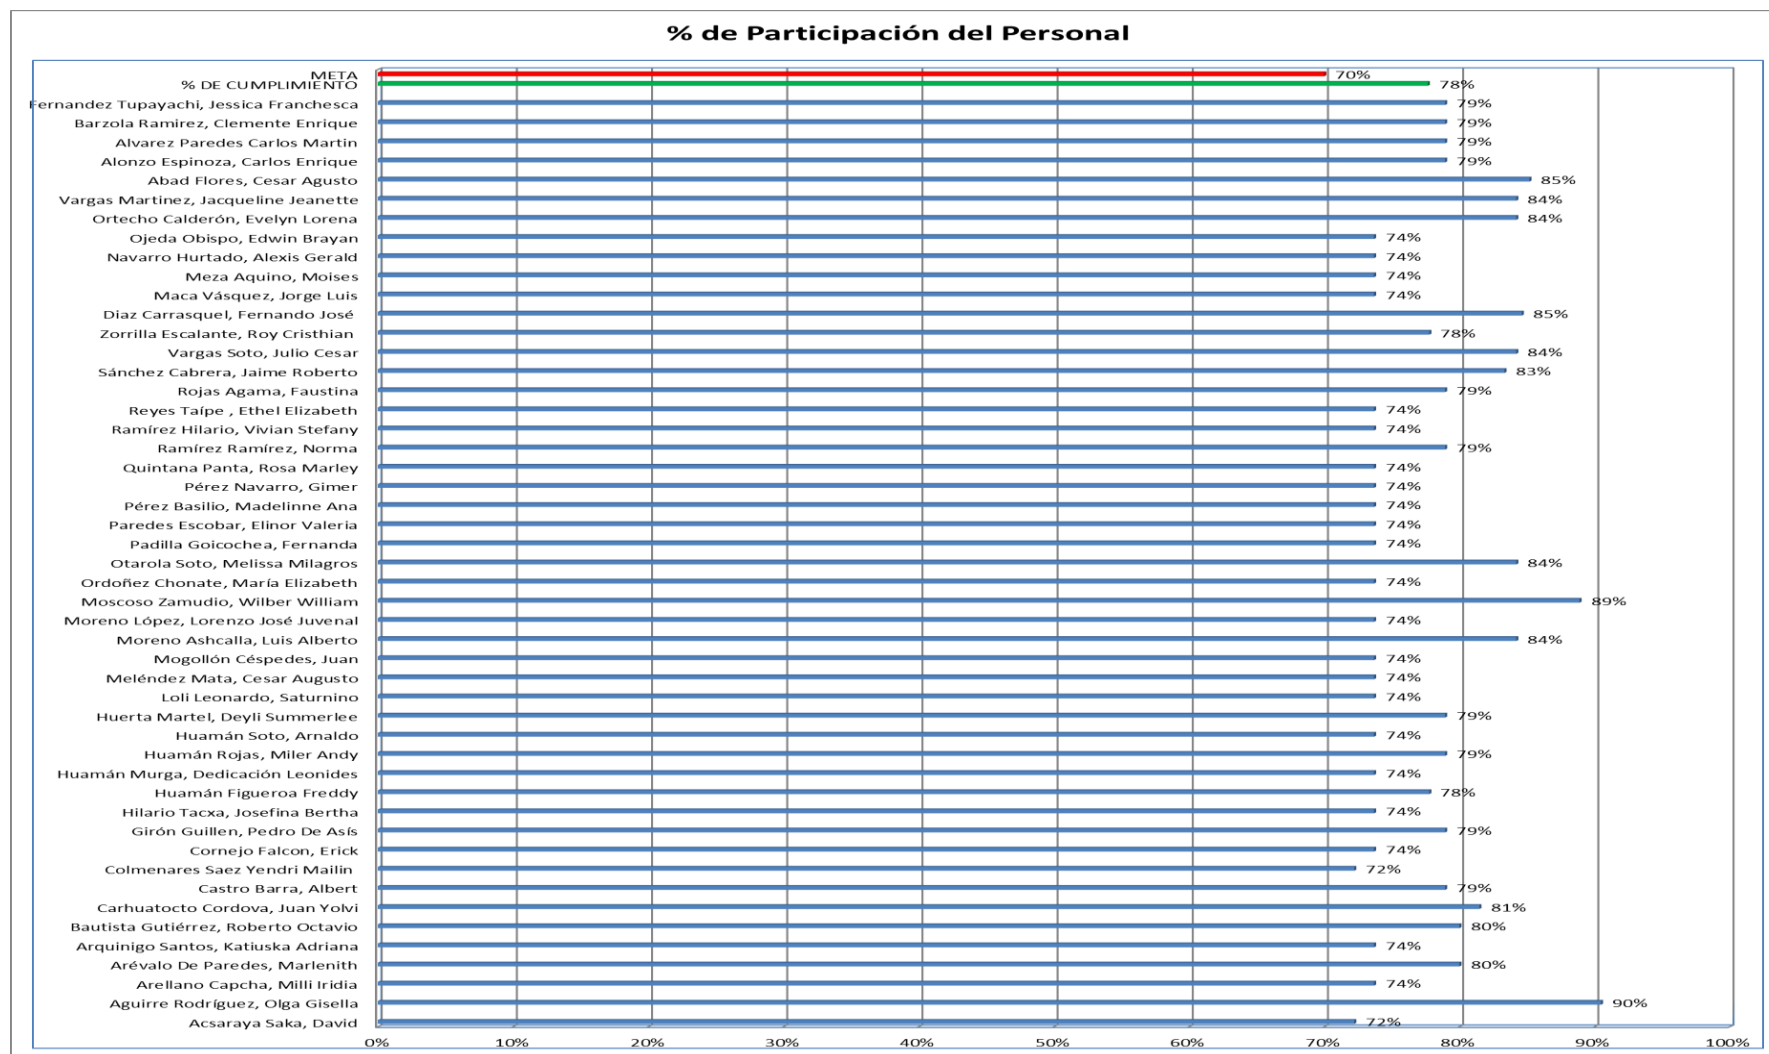 % de Participación del Personal
META 70%
% DE CUMPLIMIENTO 78%
Fernandez Tupayachi, Jessica Franchesca 79%
Barzola Ramirez, Clemente Enrique 79%
Alvarez Paredes Carlos Martin 79%
Alonzo Espinoza, Carlos Enrique 79%
Abad Flores, Cesar Agusto 85%
Vargas Martinez, Jacqueline Jeanette 84%
Ortecho Calderón, Evelyn Lorena 84%
Ojeda Obispo, Edwin Brayan 74%
Navarro Hurtado, Alexis Gerald 74%
Meza Aquino, Moises 74%
Maca Vásquez, Jorge Luis 74%
Diaz Carrasquel, Fernando José 85%
Zorrilla Escalante, Roy Cristhian 78%
Vargas Soto, Julio Cesar 84%
Sánchez Cabrera, Jaime Roberto 83%
Rojas Agama, Faustina 79%
Reyes Taípe , Ethel Elizabeth 74%
Ramírez Hilario, Vivian Stefany 74%
Ramírez Ramírez, Norma 79%
Quintana Panta, Rosa Marley 74%
Pérez Navarro, Gimer 74%
Pérez Basilio, Madelinne Ana 74%
Paredes Escobar, Elinor Valeria 74%
Padilla Goicochea, Fernanda 74%
Otarola Soto, Melissa Milagros 84%
Ordoñez Chonate, María Elizabeth 74%
Moscoso Zamudio, Wilber William 89%
Moreno López, Lorenzo José Juvenal 74%
Moreno Ashcalla, Luis Alberto 84%
Mogollón Céspedes, Juan 74%
Meléndez Mata, Cesar Augusto 74%
Loli Leonardo, Saturnino 74%
Huerta Martel, Deyli Summerlee 79%
Huamán Soto, Arnaldo 74%
Huamán Rojas, Miler Andy 79%
Huamán Murga, Dedicación Leonides 74%
Huamán Figueroa Freddy 78%
Hilario Tacxa, Josefina Bertha 74%
Girón Guillen, Pedro De Asís 79%
Cornejo Falcon, Erick 74%
Colmenares Saez Yendri Mailin 72%
Castro Barra, Albert 79%
Carhuatocto Cordova, Juan Yolvi 81%
Bautista Gutiérrez, Roberto Octavio 80%
Arquinigo Santos, Katiuska Adriana 74%
Arévalo De Paredes, Marlenith 80%
Arellano Capcha, Milli Iridia 74%
Aguirre Rodríguez, Olga Gisella 90%
Acsaraya Saka, David 72%
0% 10% 20% 30% 40% 50% 60% 70% 80% 90% 100%